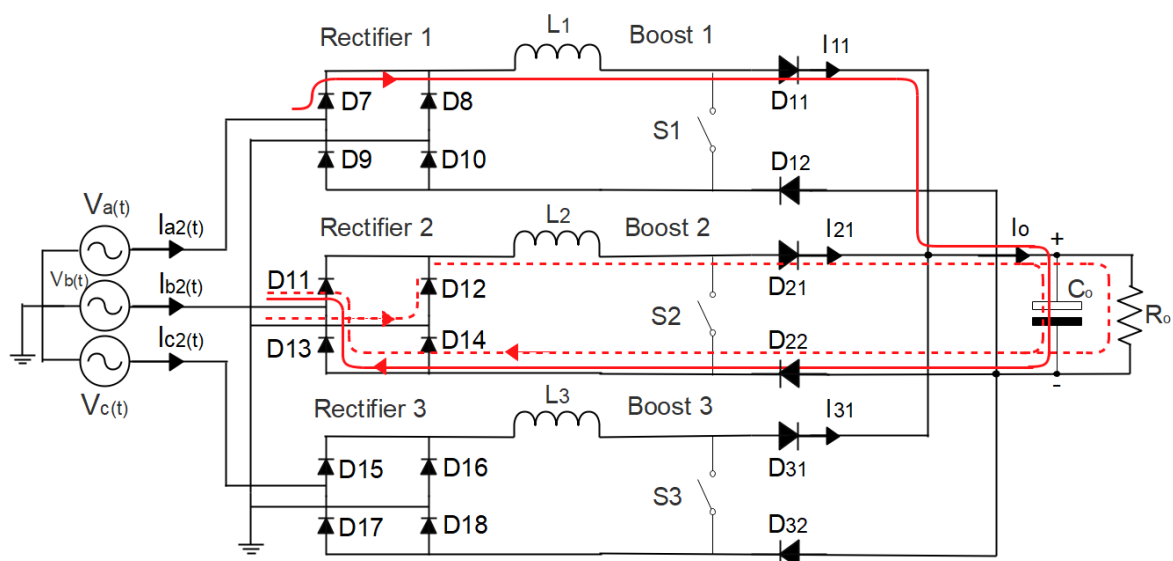 Rectifier 1
L1
Boost 1
I11
D7
D8
D11
S1
D9
D10
D12
Va(t)
Ia2(t)
Rectifier 2
L2
Boost 2
I21
Io
+
Vb(t)
Ib2(t)
D11
D12
D21
Co
Ro
S2
Ic2(t)
D13
D14
D22
-
Vc(t)
Rectifier 3
L3
Boost 3
I31
D15
D16
D31
S3
D17
D18
D32